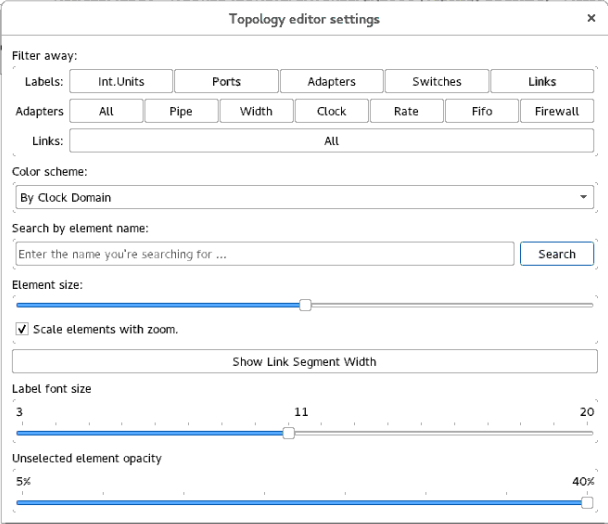 Topology editor settings ×
Filter away:
Labels: Int.Units Ports Adapters Switches Links
Adapters All Pipe Width Clock Rate Fifo Firewall
Links: All
Color scheme:
By Clock Domain
Search by element name:
Enter the name you're searching for ... Search
Element size:
Scale elements with zoom.
Show Link Segment Width
Label font size
3 11 20
Unselected element opacity
5% 40%